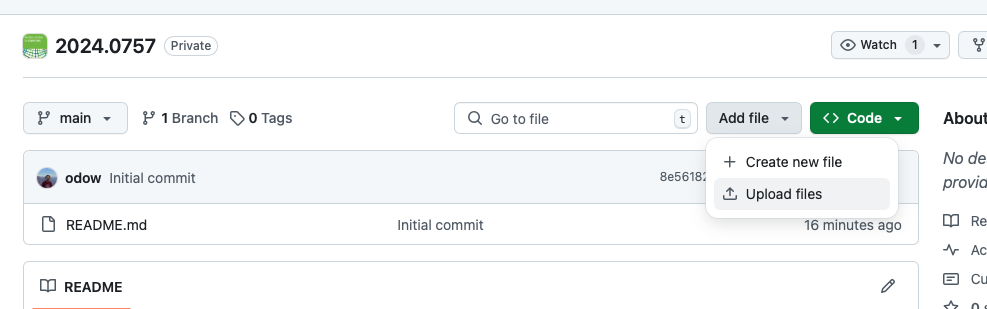 2024.0757 Private Watch 1
main 1 Branch 0 Tags Go to file t Add file Code About
Create new file
Upload files
odow Initial commit 8e56182
README.md Initial commit 16 minutes ago
README
No de
provid
Re
Ac
Cu
0 s